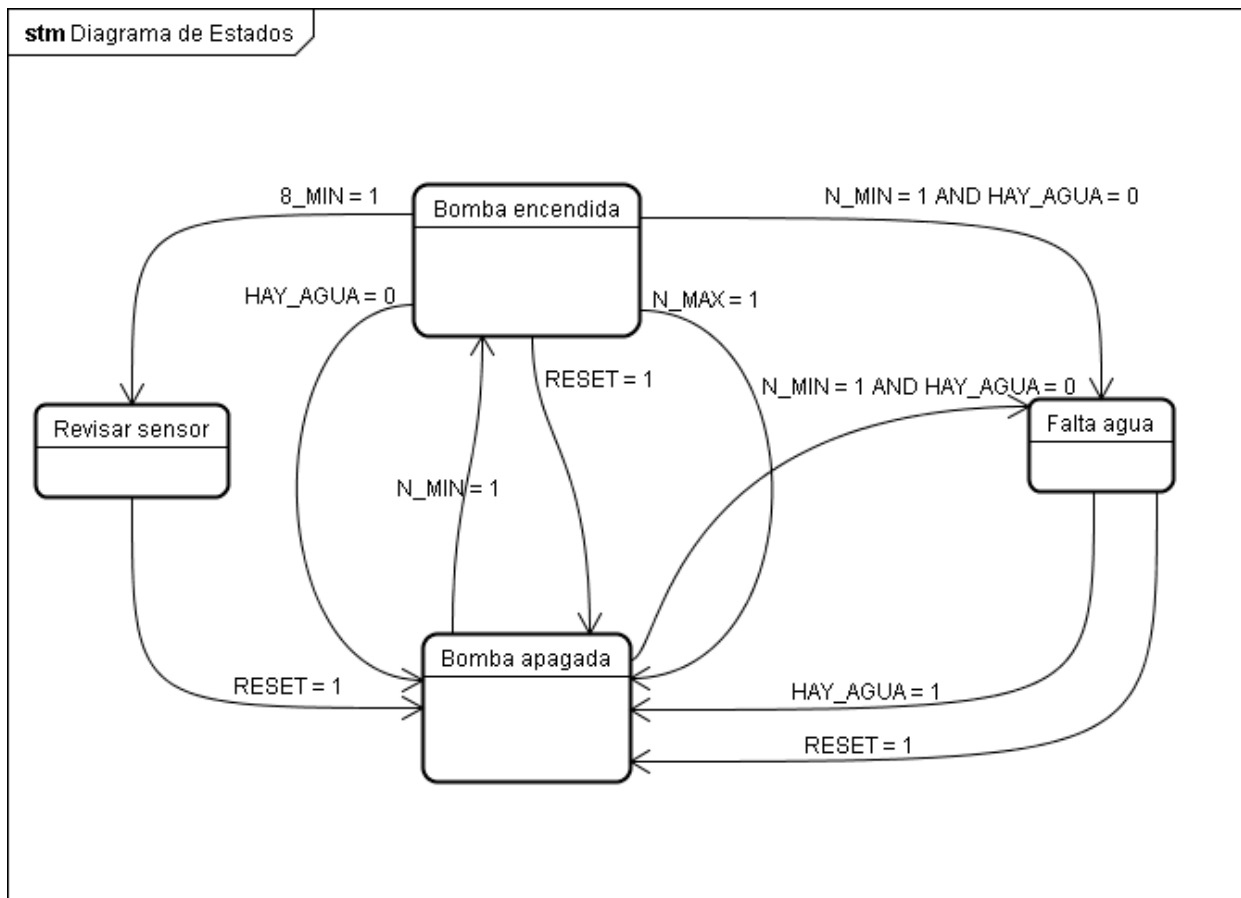 stm Diagrama de Estados
8_MIN = 1
Bomba encendida
N_MIN = 1 AND HAY_AGUA = 0
HAY_AGUA = 0
N_MAX = 1
RESET = 1
N_MIN = 1 AND HAY_AGUA = 0
Revisar sensor
Falta agua
N_MIN = 1
Bomba apagada
RESET = 1
HAY_AGUA = 1
RESET = 1